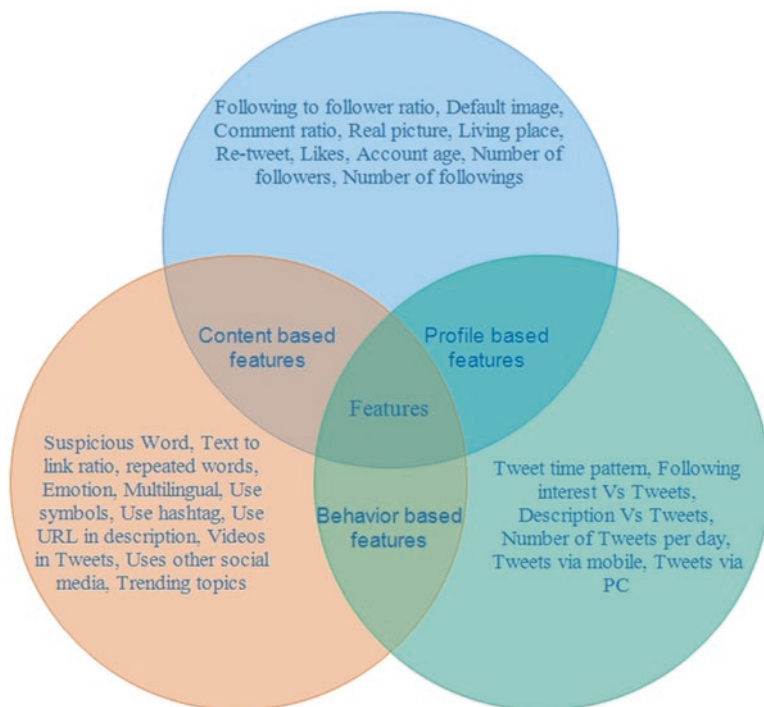 Following to follower ratio, Default image,
Comment ratio, Real picture, Living place,
Re-tweet, Likes, Account age, Number of
followers, Number of followings
Content based
features
Profile based
features
Features
Suspicious Word, Text to
link ratio, repeated words,
Emotion, Multilingual, Use
symbols, Use hashtag, Use
URL in description, Videos
in Tweets, Uses other social
media, Trending topics
Behavior based
features
Tweet time pattern, Following
interest Vs Tweets,
Description Vs Tweets,
Number of Tweets per day,
Tweets via mobile, Tweets via
PC